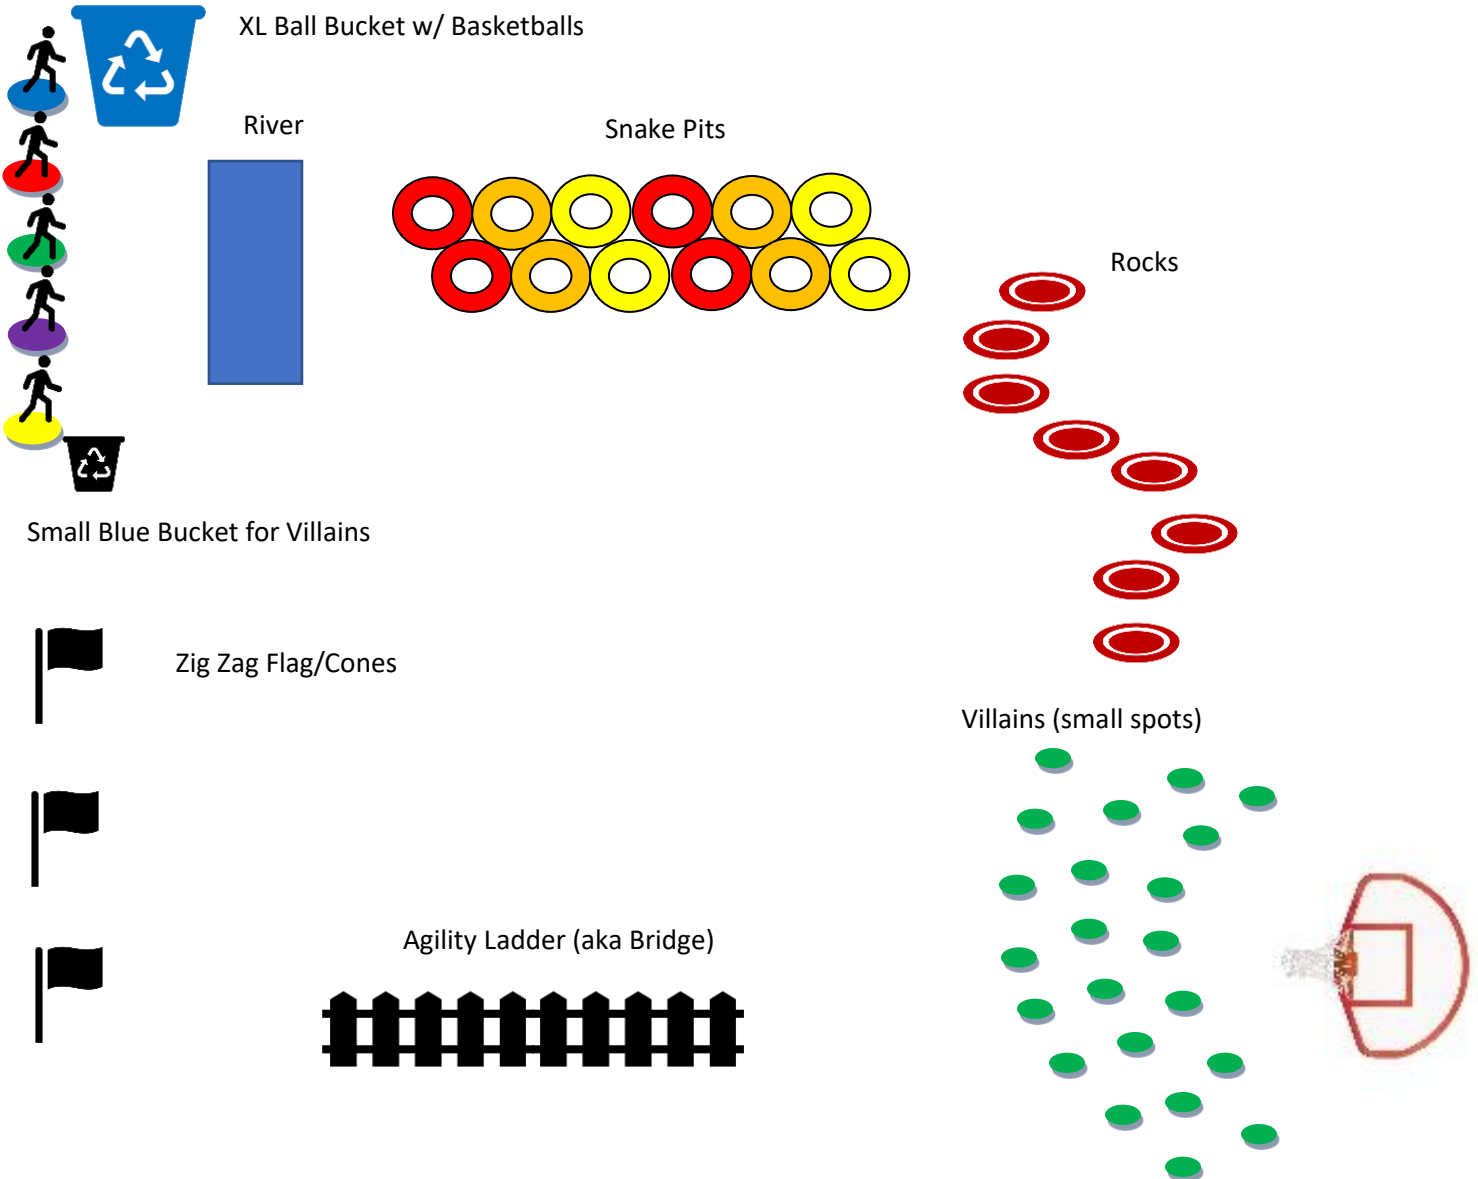 XL Ball Bucket w/ Basketballs
River
Snake Pits
Rocks
Small Blue Bucket for Villains
Zig Zag Flag/Cones
Villains (small spots)
Agility Ladder (aka Bridge)